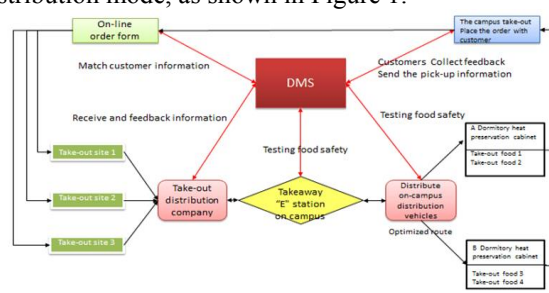 stribution mode, as shown in Figure 1.
On-line
order form
The campus take-out
Place the order with
customer
Match customer information
DMS
Customers Collect feedback
Send the pick-up information
Receive and feedback information
Testing food safety
Testing food safety
Take-out site 1
Take-out site 2
Take-out site 3
Take-out
distribution
company
Takeaway
"E" station
on campus
Distribute
on-campus
distribution
vehicles
Optimized route
A Dormitory heat
preservation cabinet
Take-out food 1
Take-out food 2
B Dormitory heat
preservation cabinet
Take-out food 3
Take-out food 4